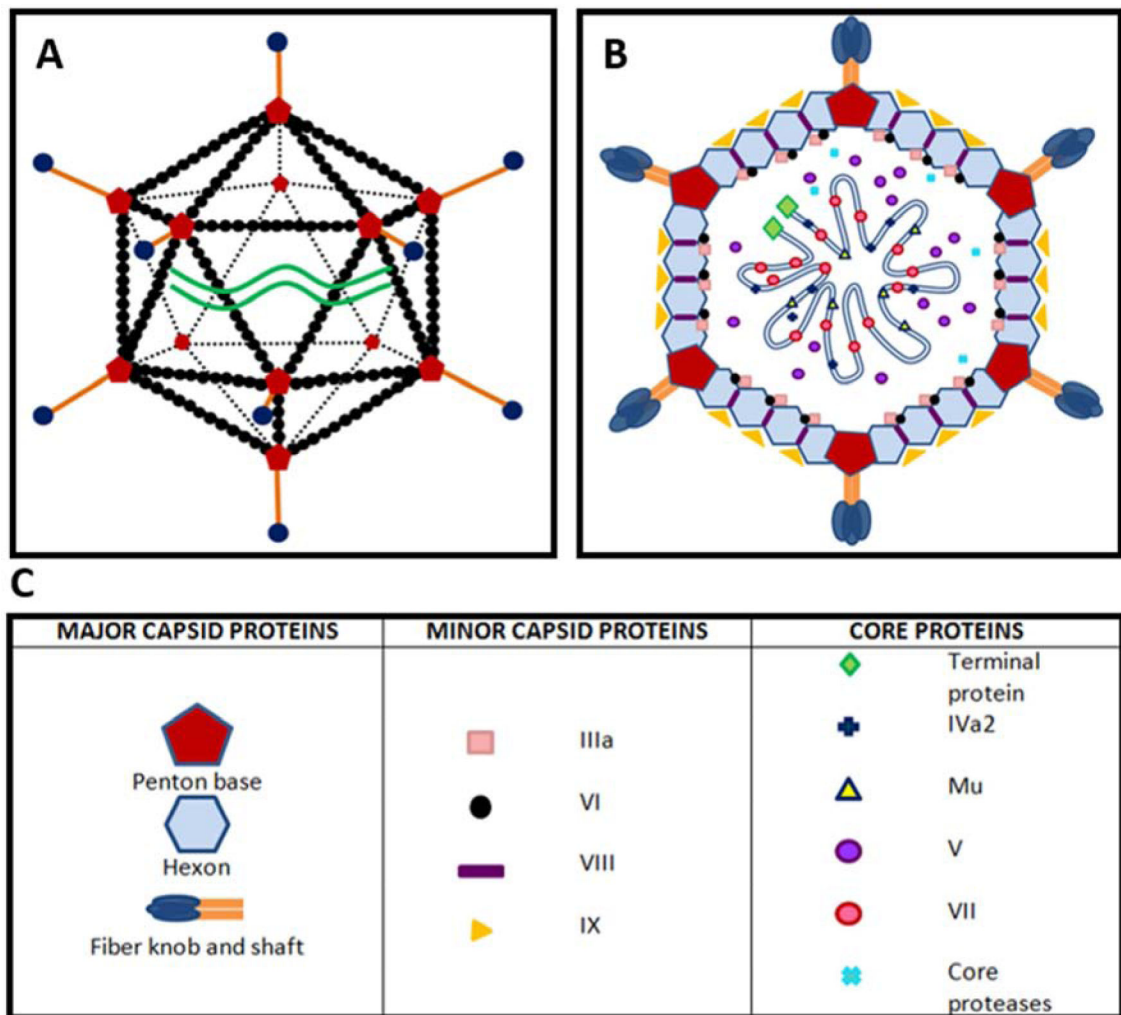 A
B
C
MAJOR CAPSID PROTEINS
MINOR CAPSID PROTEINS
CORE PROTEINS
Penton base
Hexon
Fiber knob and shaft
IIIa
VI
VIII
IX
Terminal
protein
IVa2
Mu
V
VII
Core
proteases